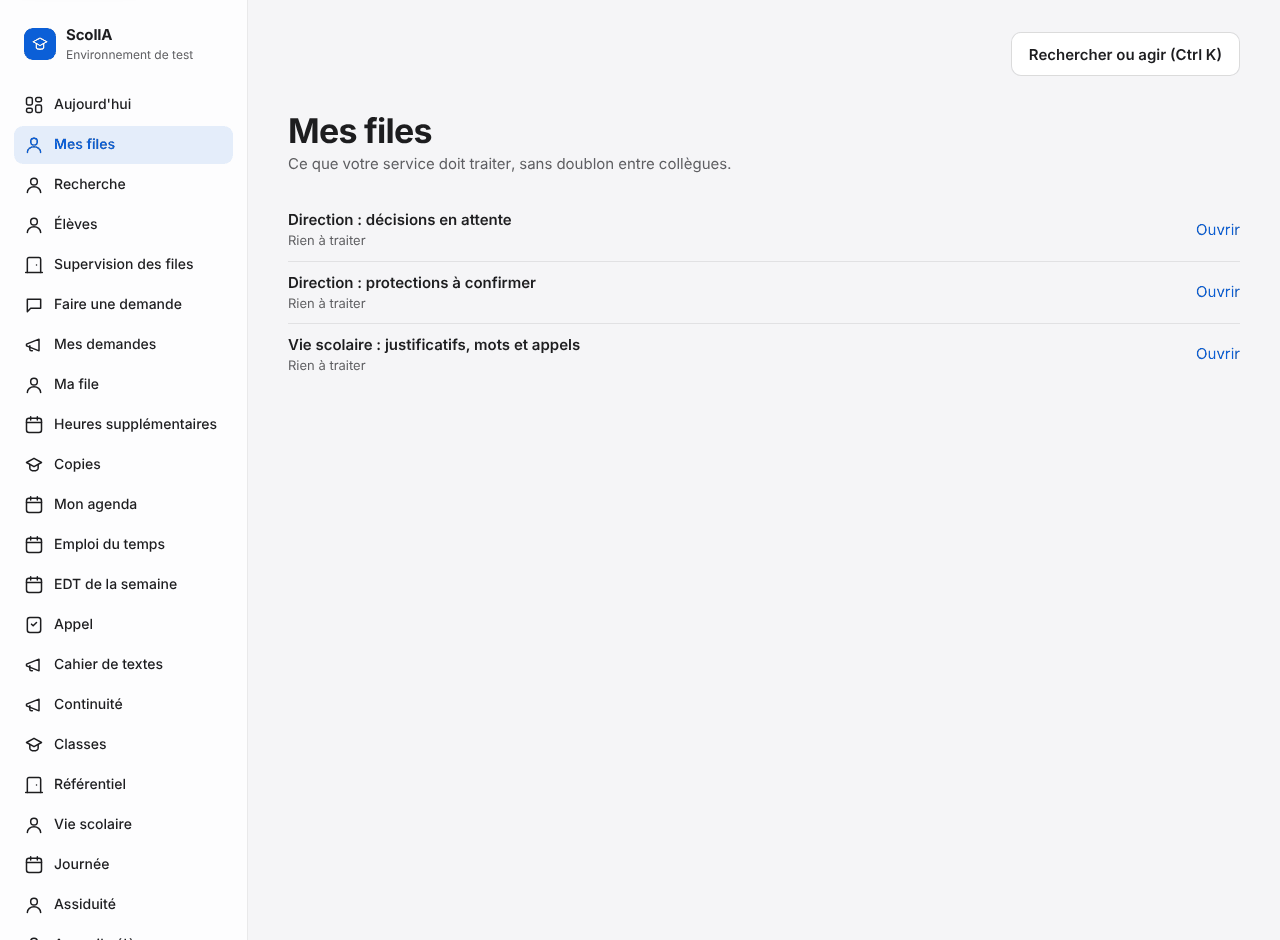 ScolIA
Environnement de test
Aujourd'hui
Mes files
Recherche
Élèves
Supervision des files
Faire une demande
Mes demandes
Ma file
Heures supplémentaires
Copies
Mon agenda
Emploi du temps
EDT de la semaine
Appel
Cahier de textes
Continuité
Classes
Référentiel
Vie scolaire
Journée
Assiduité
Rechercher ou agir (Ctrl K)
Mes files
Ce que votre service doit traiter, sans doublon entre collègues.
Direction : décisions en attente
Rien à traiter
Ouvrir
Direction : protections à confirmer
Rien à traiter
Ouvrir
Vie scolaire : justificatifs, mots et appels
Rien à traiter
Ouvrir